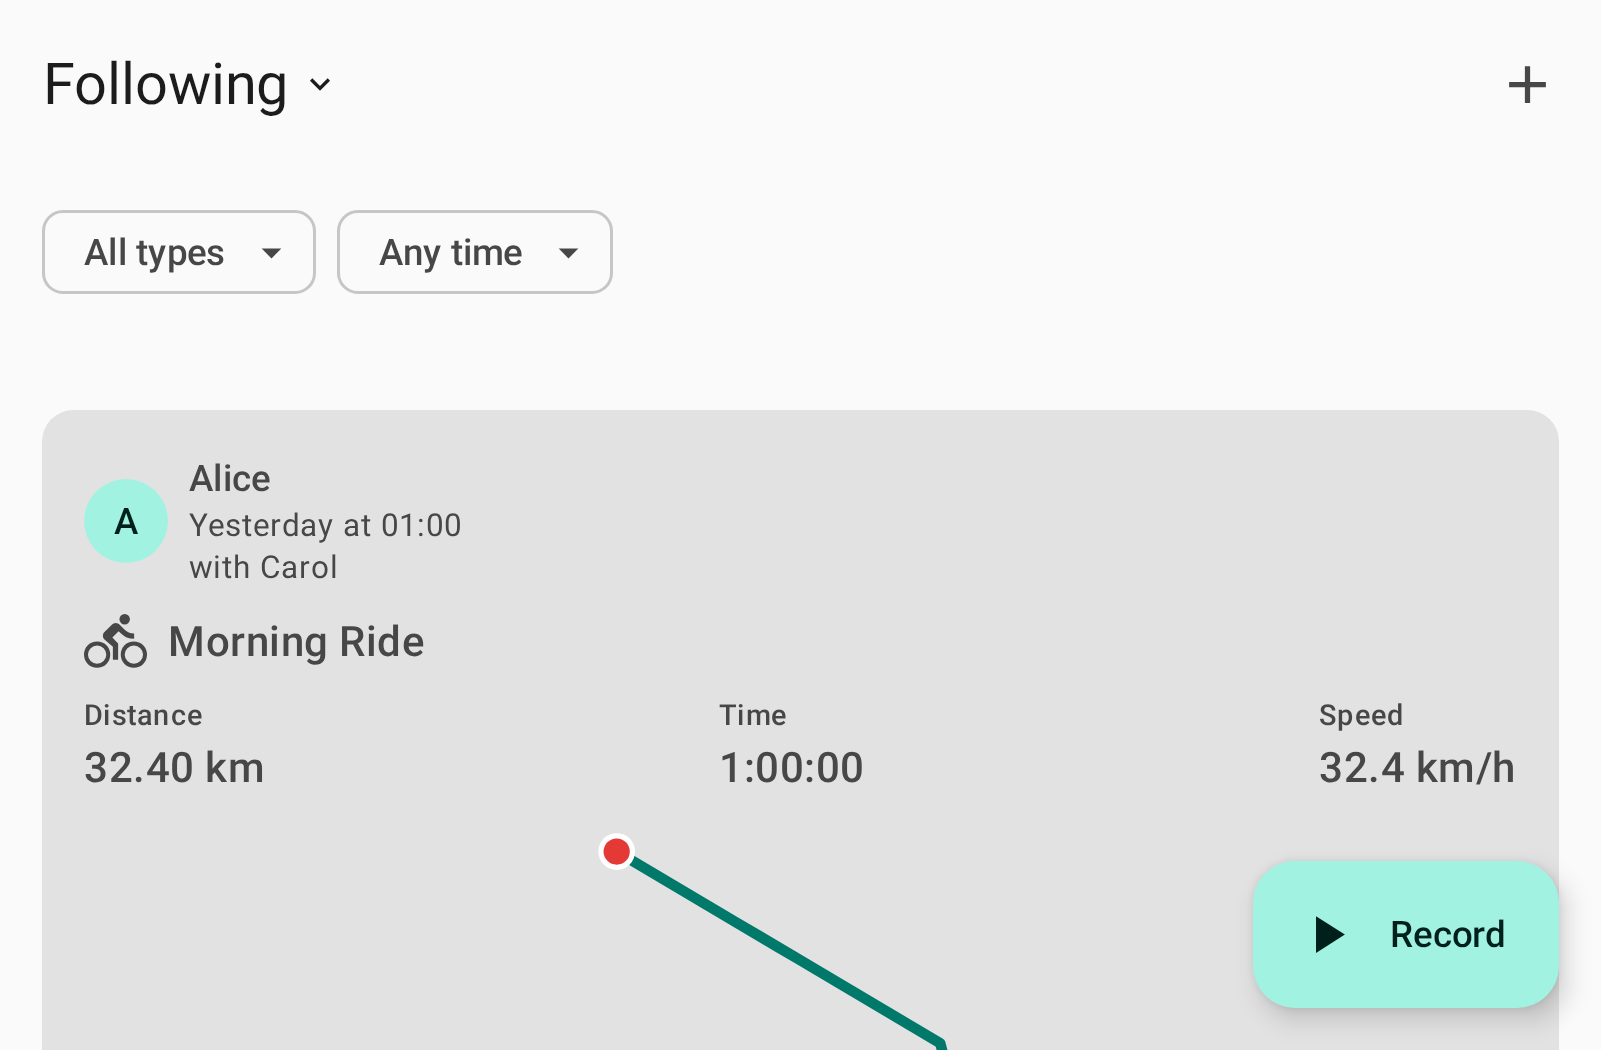 Following
All types
Any time
A
Alice
Yesterday at 01:00
with Carol
Morning Ride
Distance
Time
Speed
32.40 km
1:00:00
32.4 km/h
Record